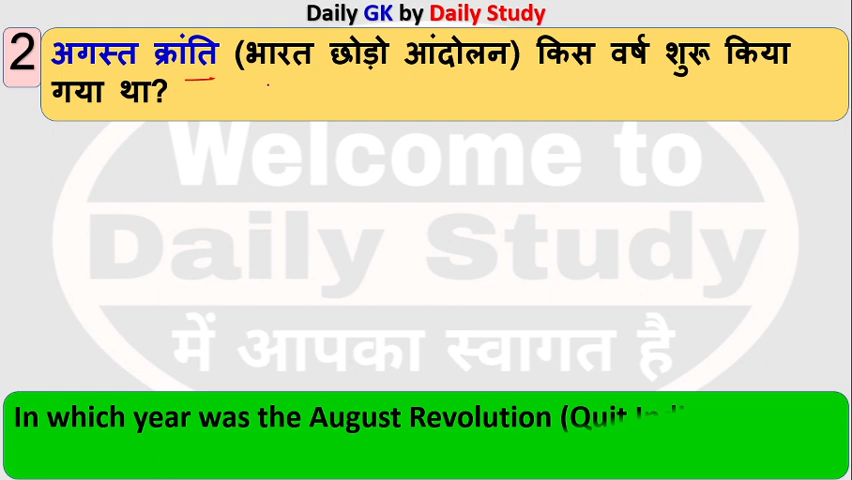 Daily GK by Daily Study
2
अगस्त क्रांति (भारत छोड़ो आंदोलन) किस वर्ष शुरू किया
गया था?
Welcome to
Daily Study
में आपका स्वागत है
In which year was the August Revolution (Quit